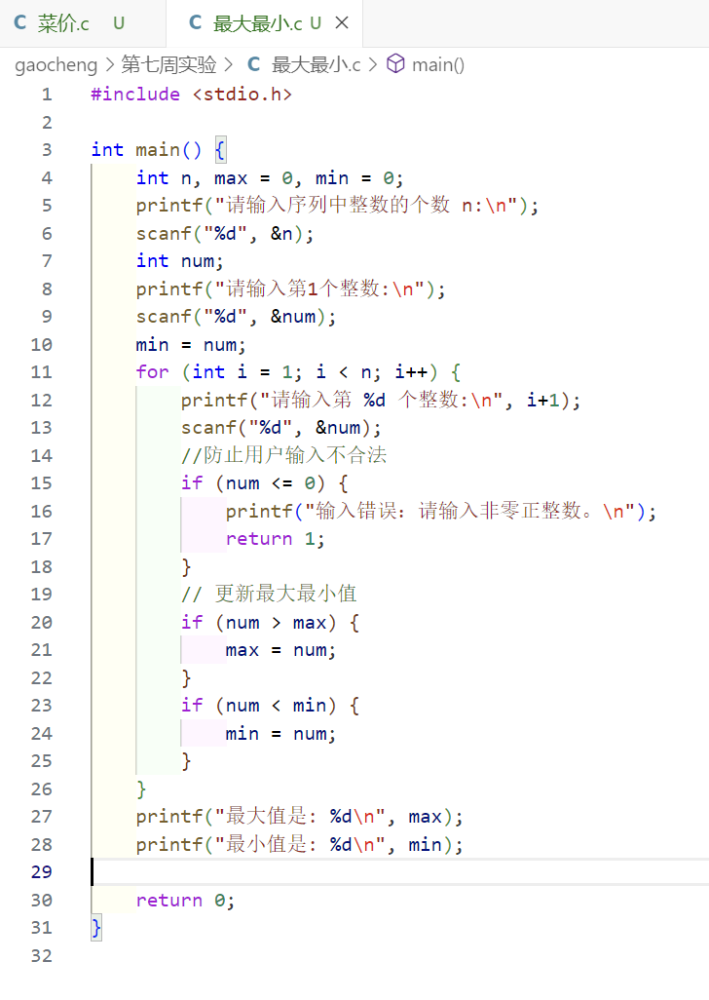 C 菜价.c U C 最大最小.c U ×
gaocheng > 第七周实验 > C 最大最小.c > main()
1 #include <stdio.h>
2
3 int main() {
4     int n, max = 0, min = 0;
5     printf("请输入序列中整数的个数 n:\n");
6     scanf("%d", &n);
7     int num;
8     printf("请输入第1个整数:\n");
9     scanf("%d", &num);
10     min = num;
11     for (int i = 1; i < n; i++) {
12         printf("请输入第 %d 个整数:\n", i+1);
13         scanf("%d", &num);
14         //防止用户输入不合法
15         if (num <= 0) {
16             printf("输入错误: 请输入非零正整数。\n");
17             return 1;
18         }
19         // 更新最大最小值
20         if (num > max) {
21             max = num;
22         }
23         if (num < min) {
24             min = num;
25         }
26     }
27     printf("最大值是: %d\n", max);
28     printf("最小值是: %d\n", min);
29
30     return 0;
31 }
32